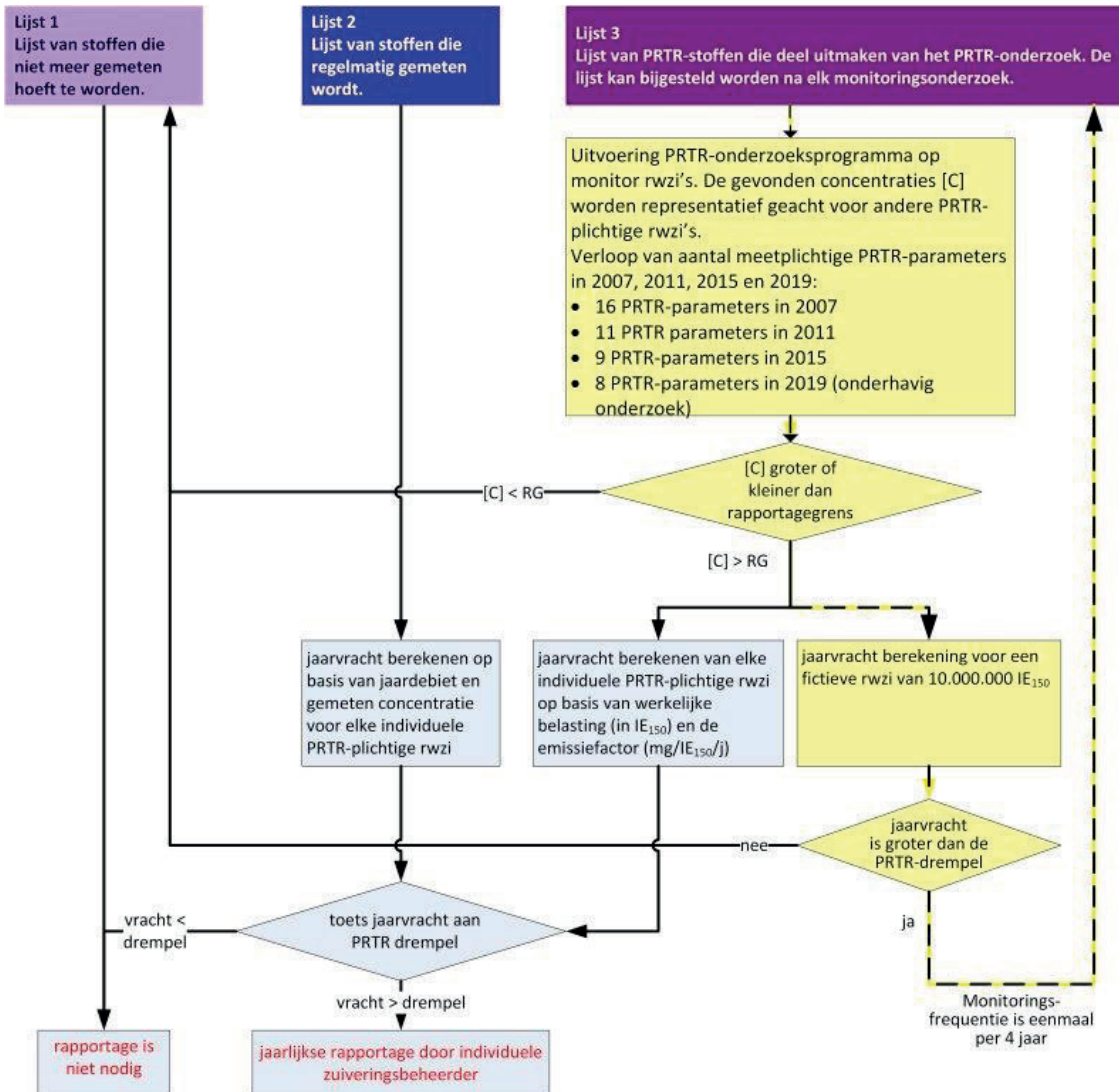 Lijst 1
Lijst van stoffen die
niet meer gemeten
hoeft te worden.
Lijst 2
Lijst van stoffen die
regelmatig gemeten
wordt.
Lijst 3
Lijst van PRTR-stoffen die deel uitmaken van het PRTR-onderzoek. De
lijst kan bijgesteld worden na elk monitoringsonderzoek.
Uitvoering PRTR-onderzoeksprogramma op
monitor rwzi’s. De gevonden concentraties [C]
worden representatief geacht voor andere PRTR-
plichtige rwzi’s.
Verloop van aantal meetplichtige PRTR-parameters
in 2007, 2011, 2015 en 2019:
• 16 PRTR-parameters in 2007
• 11 PRTR parameters in 2011
• 9 PRTR-parameters in 2015
• 8 PRTR-parameters in 2019 (onderhavig
onderzoek)
[C] groter of
kleiner dan
rapportagegrens
[C] < RG
[C] > RG
jaarvracht berekenen op
basis van jaardebiet en
gemeten concentratie
voor elke individuele
PRTR-plichtige rwzi
jaarvracht berekenen van elke
individuele PRTR-plichtige rwzi
op basis van werkelijke
belasting (in IE₁₅₀) en de
emissiefactor (mg/IE₁₅₀/j)
jaarvracht berekening voor een
fictieve rwzi van 10.000.000 IE₁₅₀
jaarvracht
is groter dan de
PRTR-drempel
nee
ja
toets jaarvracht aan
PRTR drempel
vracht <
drempel
vracht > drempel
Monitorings-
frequentie is eenmaal
per 4 jaar
rapportage is
niet nodig
jaarlijkse rapportage door individuele
zuiveringsbeheerder